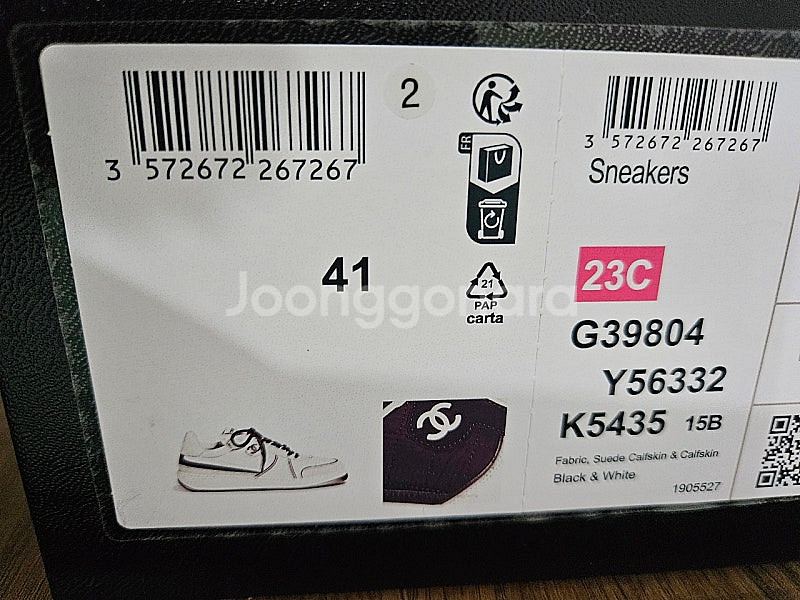 2
3 572672 267267
FR
41
21
PAP
carta
3 572672 267267
Sneakers
23C
G39804
Y56332
K5435 15B
Fabric, Suede Calfskin & Calfskin
Black & White
1905527
Joonggonara